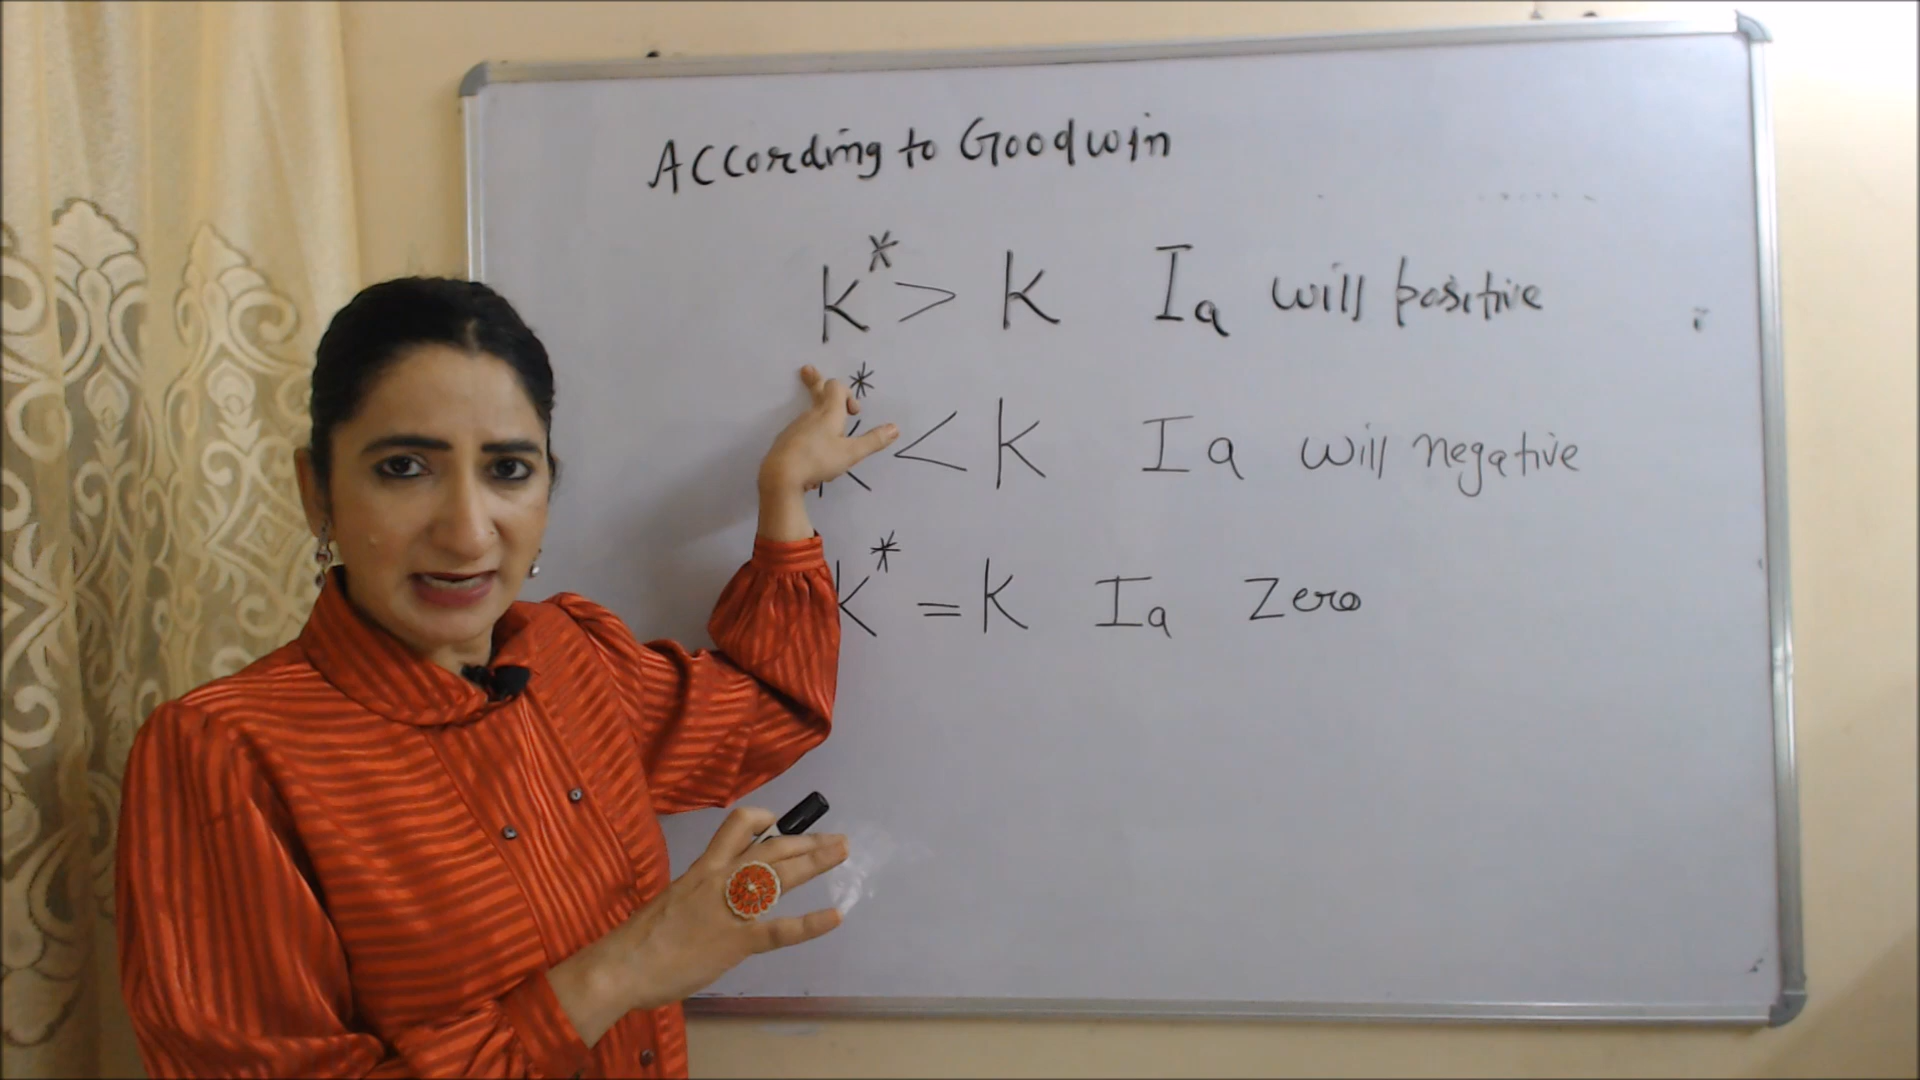 According to Goodwin
K* > K Ia will positive
K* < K Ia will negative
K* = K Ia Zero